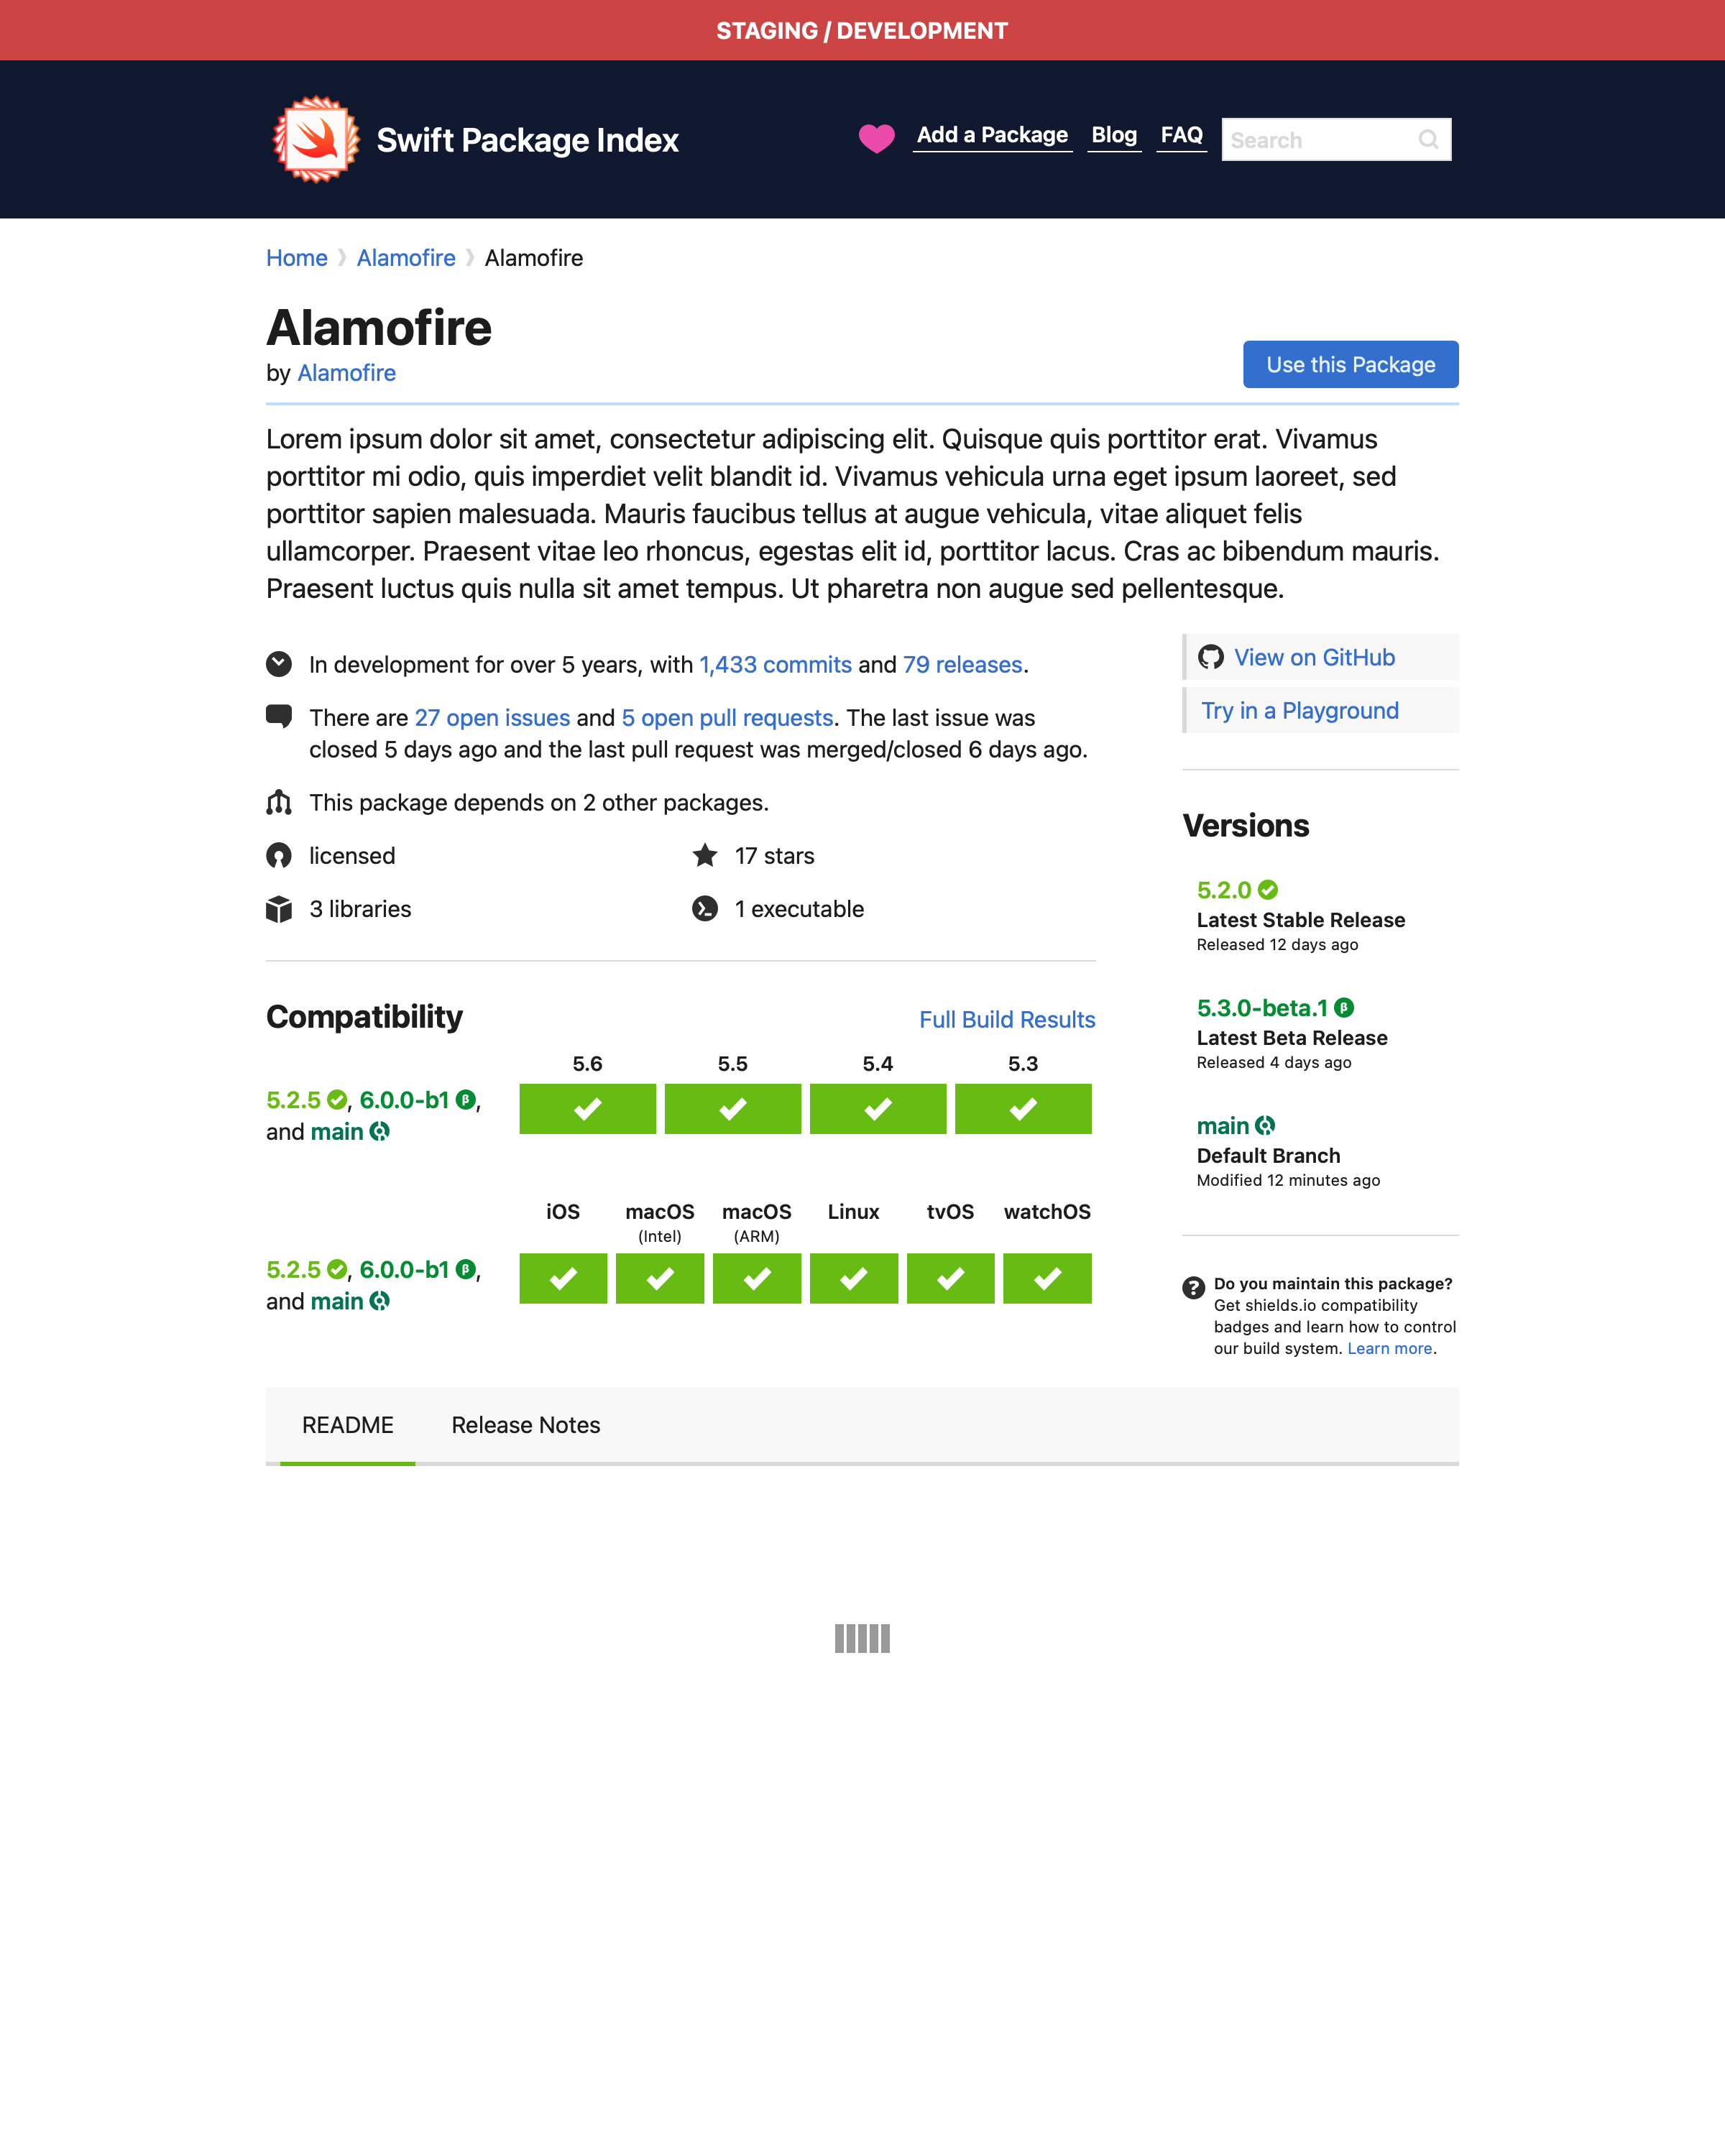 STAGING / DEVELOPMENT
Swift Package Index
Add a Package Blog FAQ Search
Home Alamofire Alamofire
Alamofire
by Alamofire
Use this Package
Lorem ipsum dolor sit amet, consectetur adipiscing elit. Quisque quis porttitor erat. Vivamus
porttitor mi odio, quis imperdiet velit blandit id. Vivamus vehicula urna eget ipsum laoreet, sed
porttitor sapien malesuada. Mauris faucibus tellus at augue vehicula, vitae aliquet felis
ullamcorper. Praesent vitae leo rhoncus, egestas elit id, porttitor lacus. Cras ac bibendum mauris.
Praesent luctus quis nulla sit amet tempus. Ut pharetra non augue sed pellentesque.
In development for over 5 years, with 1,433 commits and 79 releases.
There are 27 open issues and 5 open pull requests. The last issue was
closed 5 days ago and the last pull request was merged/closed 6 days ago.
This package depends on 2 other packages.
licensed
17 stars
3 libraries
1 executable
Compatibility
Full Build Results
5.6 5.5 5.4 5.3
5.2.5, 6.0.0-b1 β,
and main
iOS macOS macOS Linux tvOS watchOS
(Intel) (ARM)
5.2.5, 6.0.0-b1 β,
and main
View on GitHub
Try in a Playground
Versions
5.2.0
Latest Stable Release
Released 12 days ago
5.3.0-beta.1 β
Latest Beta Release
Released 4 days ago
main
Default Branch
Modified 12 minutes ago
Do you maintain this package?
Get shields.io compatibility
badges and learn how to control
our build system. Learn more.
README Release Notes